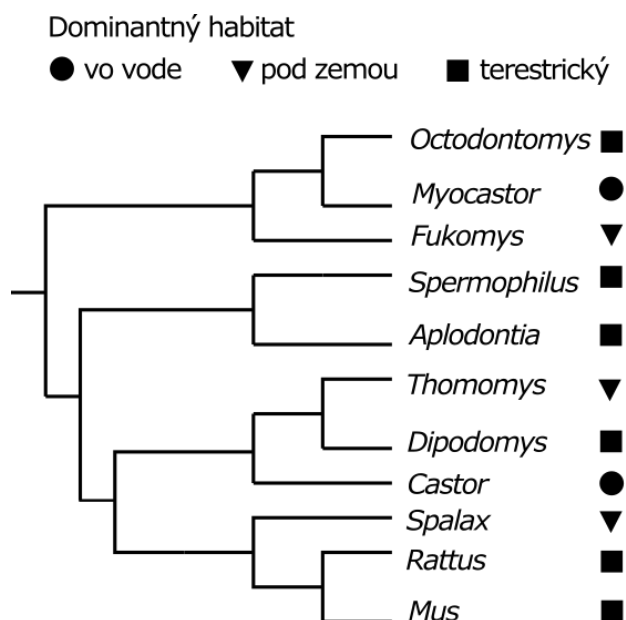 Dominantný habitat
vo vode pod zemou terestrický
Octodontomys
Myocastor
Fukomys
Spermophilus
Aplodontia
Thomomys
Dipodomys
Castor
Spalax
Rattus
Mus